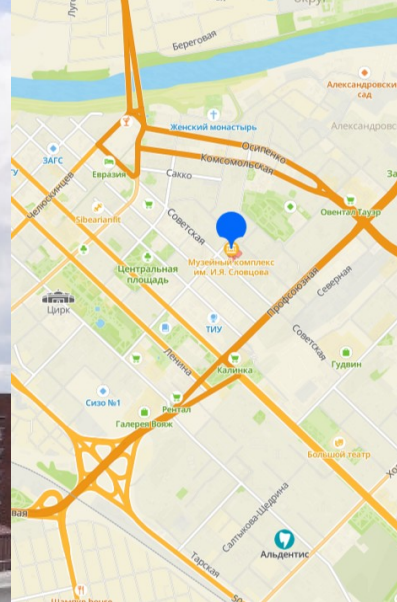 Береговая
Александровский
сад
Женский монастырь
Александровс
Осипенко
Комсомольская
ЗАГС
Евразия
Сакко
Челюскинцев
Овентал Тауэр
Sibearianfit
Советская
Музейный комплекс
им. И.Я. Словцова
Центральная
площадь
Северная
Профсоюзная
Цирк
ТИУ
Советская
Ленина
Калинка
Гудвин
Сизо №1
Рентал
Галерея Вояж
Большой театр
вая
Салтыкова-Щедрина
Альдентис
Тарская